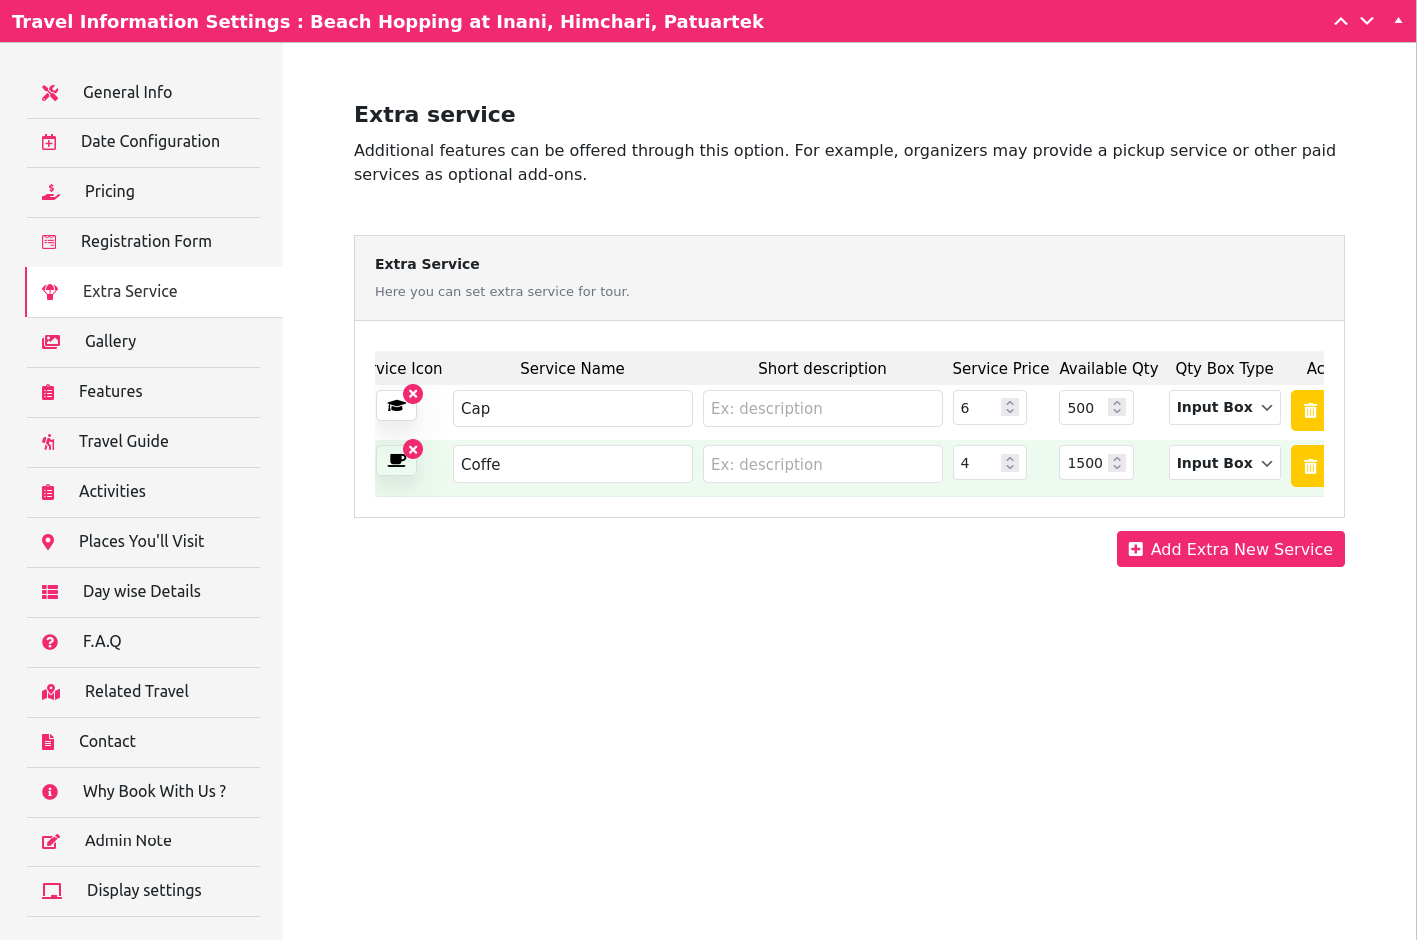 Travel Information Settings : Beach Hopping at Inani, Himchari, Patuartek
General Info
Date Configuration
Pricing
Registration Form
Extra Service
Gallery
Features
Travel Guide
Activities
Places You'll Visit
Day wise Details
F.A.Q
Related Travel
Contact
Why Book With Us ?
Admin Note
Display settings
Extra service
Additional features can be offered through this option. For example, organizers may provide a pickup service or other paid
services as optional add-ons.
Extra Service
Here you can set extra service for tour.
vice Icon Service Name Short description Service Price Available Qty Qty Box Type Ac
Cap Ex: description 6 500 Input Box
Coffe Ex: description 4 1500 Input Box
Add Extra New Service